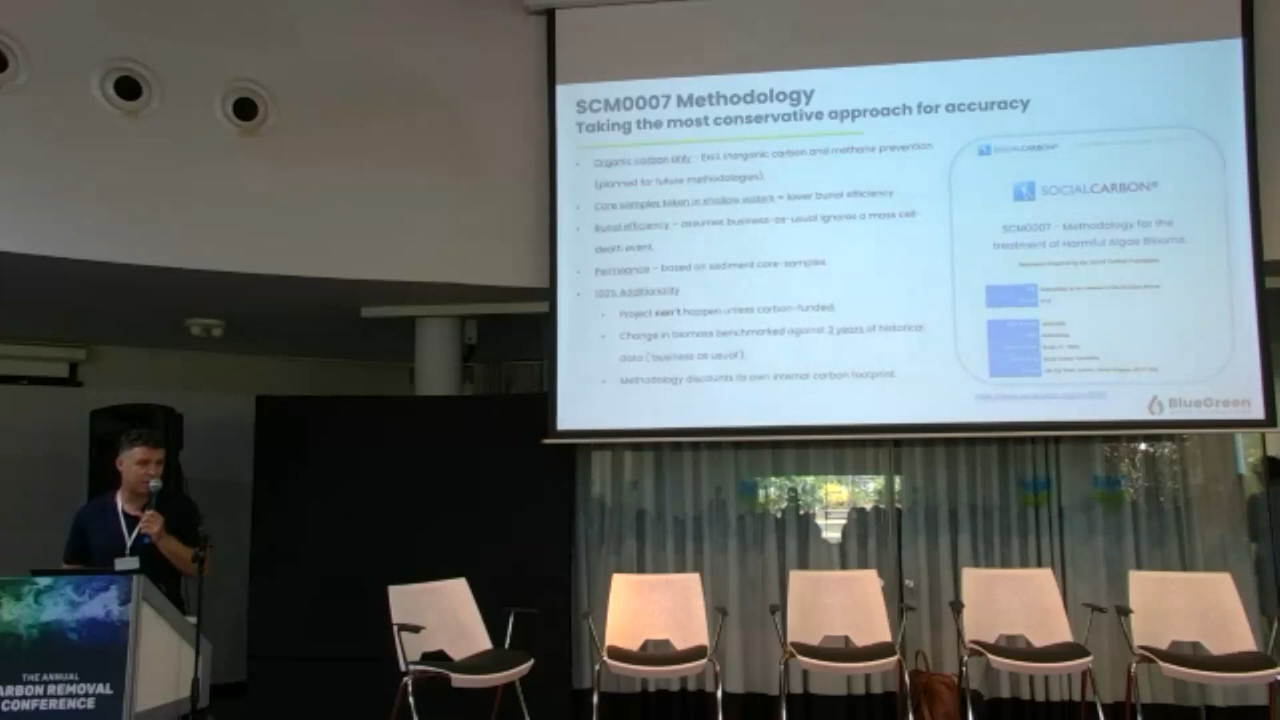 SCM0007 Methodology
Taking the most conservative approach for accuracy
Organic carbon only - Excl. inorganic carbon and methane prevention
(planned for future methodologies).
Core samples taken in shallow waters = lower burial efficiency
Burial efficiency – assumes business-as-usual ignores a mass cell
death event.
Permeance – based on sediment core-samples.
100% Additionality
Project can't happen unless carbon-funded.
Change in biomass benchmarked against 3 years of historical
data ('business as usual').
Methodology discounts its own internal carbon footprint.
SOCIALCARBON®
SOCIALCARBON®
SCM0007 - Methodology for the
treatment of Harmful Algae Blooms
BlueGreen
THE ANNUAL
ARBON REMOVAL
CONFERENCE